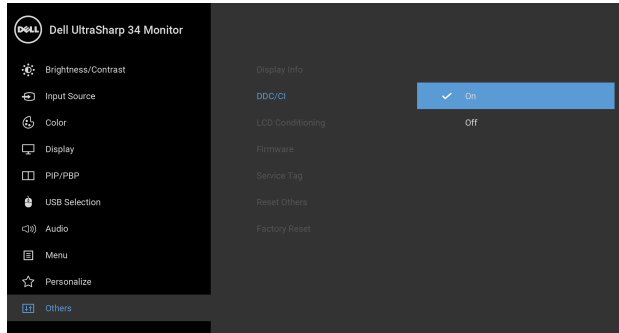 DELL
Dell UltraSharp 34 Monitor
Brightness/Contrast
Input Source
Color
Display
PIP/PBP
USB Selection
Audio
Menu
Personalize
Others
Display Info
DDC/CI
LCD Conditioning
Firmware
Service Tag
Reset Others
Factory Reset
On
Off